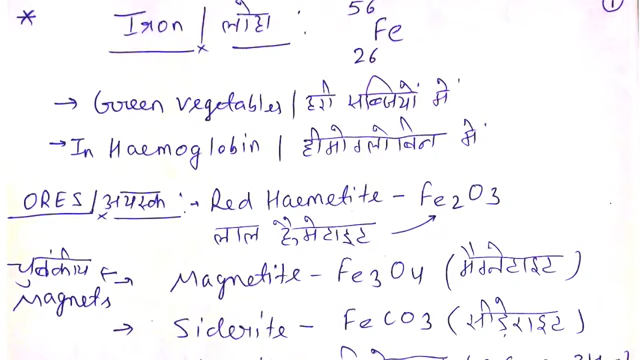 ①
* Iron / लोहा : 56 Fe 26
→ Green Vegetables / हरी सब्जियों में
→ In Haemoglobin / हीमोग्लोबिन में
ORES / अयस्क : → Red Haemetite - Fe2O3
लाल हैमेटाइट
चुंबकीय ← → Magnetite - Fe3O4 (मैग्नेटाइट)
Magnets
→ Siderite - FeCO3 (सीडेराइट)